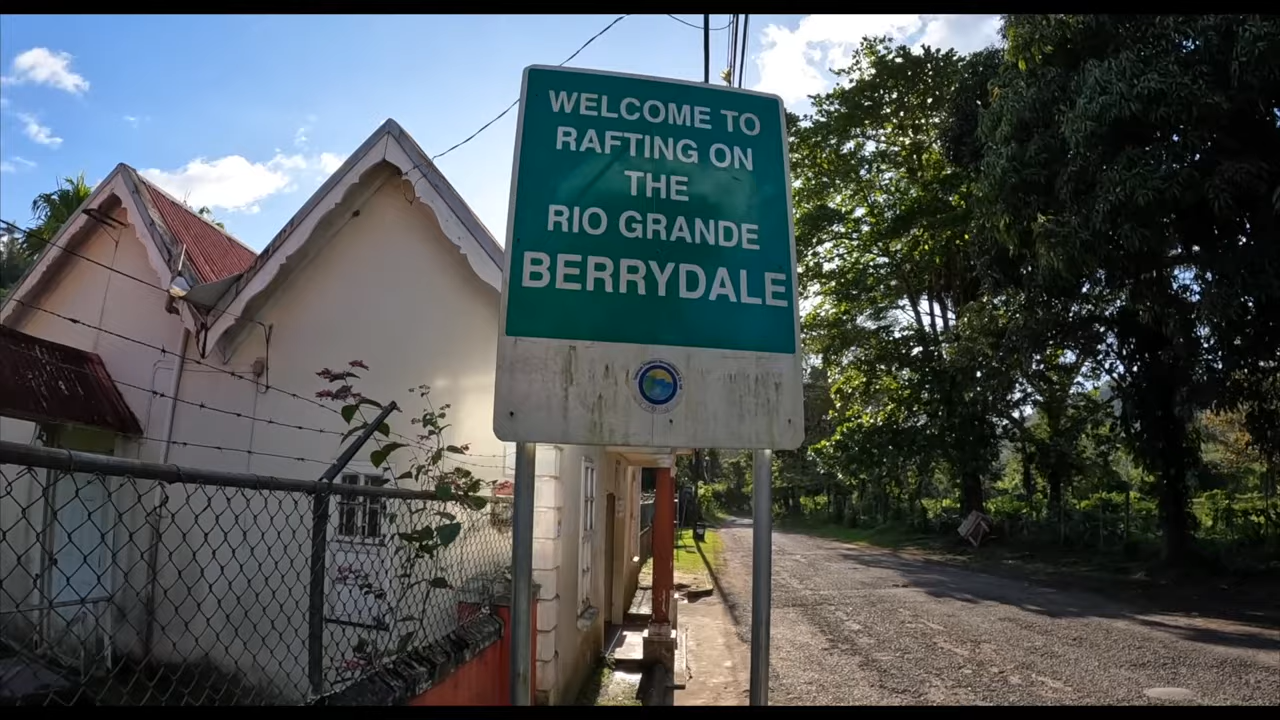 WELCOME TO
RAFTING ON
THE
RIO GRANDE
BERRYDALE